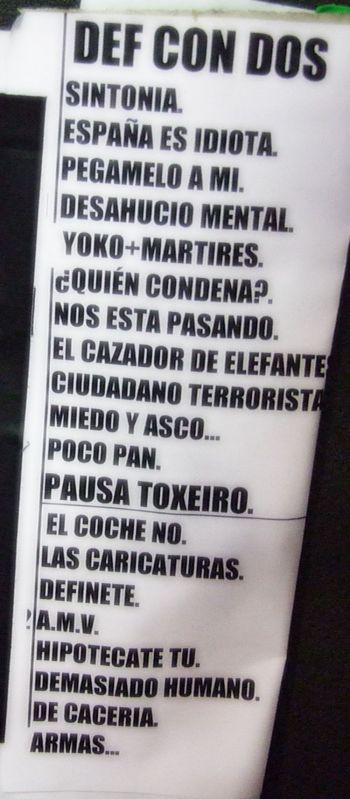 DEF CON DOS
SINTONIA.
ESPAÑA ES IDIOTA.
PEGAMELO A MI.
DESAHUCIO MENTAL.
YOKO+MARTIRES.
¿QUIÉN CONDENA?.
NOS ESTA PASANDO.
EL CAZADOR DE ELEFANTE
CIUDADANO TERRORISTA
MIEDO Y ASCO...
POCO PAN.
PAUSA TOXEIRO.
EL COCHE NO.
LAS CARICATURAS.
DEFINETE.
A.M.V.
HIPOTECATE TU.
DEMASIADO HUMANO.
DE CACERIA.
ARMAS...